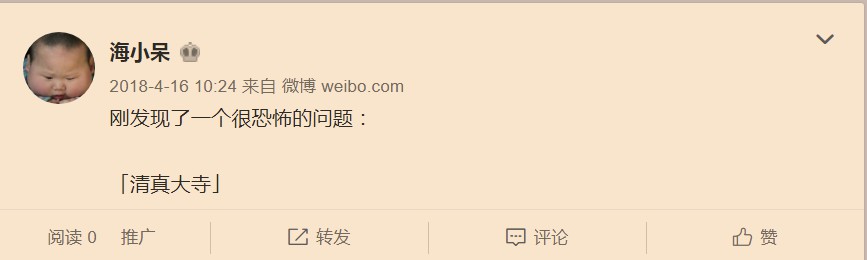 海小呆
2018-4-16 10:24 来自 微博 weibo.com
刚发现了一个很恐怖的问题：
「清真大寺」
阅读 0 推广 转发 评论 赞